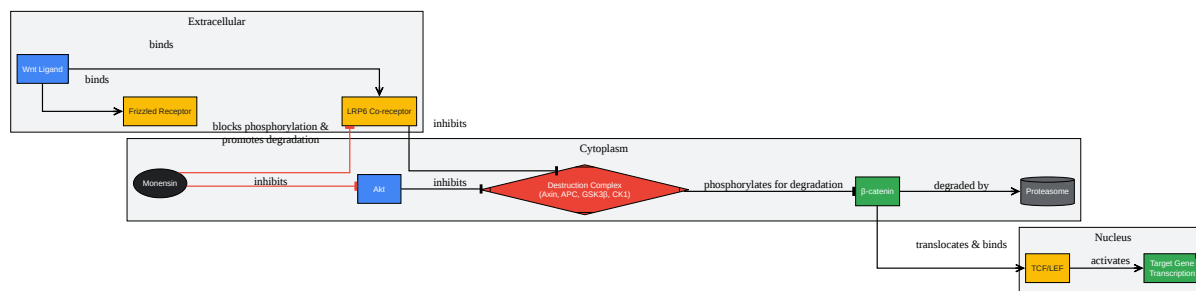 Extracellular
binds
Wnt Ligand
binds
Frizzled Receptor
LRP6 Co-receptor
blocks phosphorylation &
promotes degradation
inhibits
Cytoplasm
Monensin
inhibits
Akt
inhibits
Destruction Complex
(Axin, APC, GSK3β, CK1)
phosphorylates for degradation
β-catenin
degraded by
Proteasome
translocates & binds
Nucleus
TCF/LEF
activates
Target Gene
Transcription